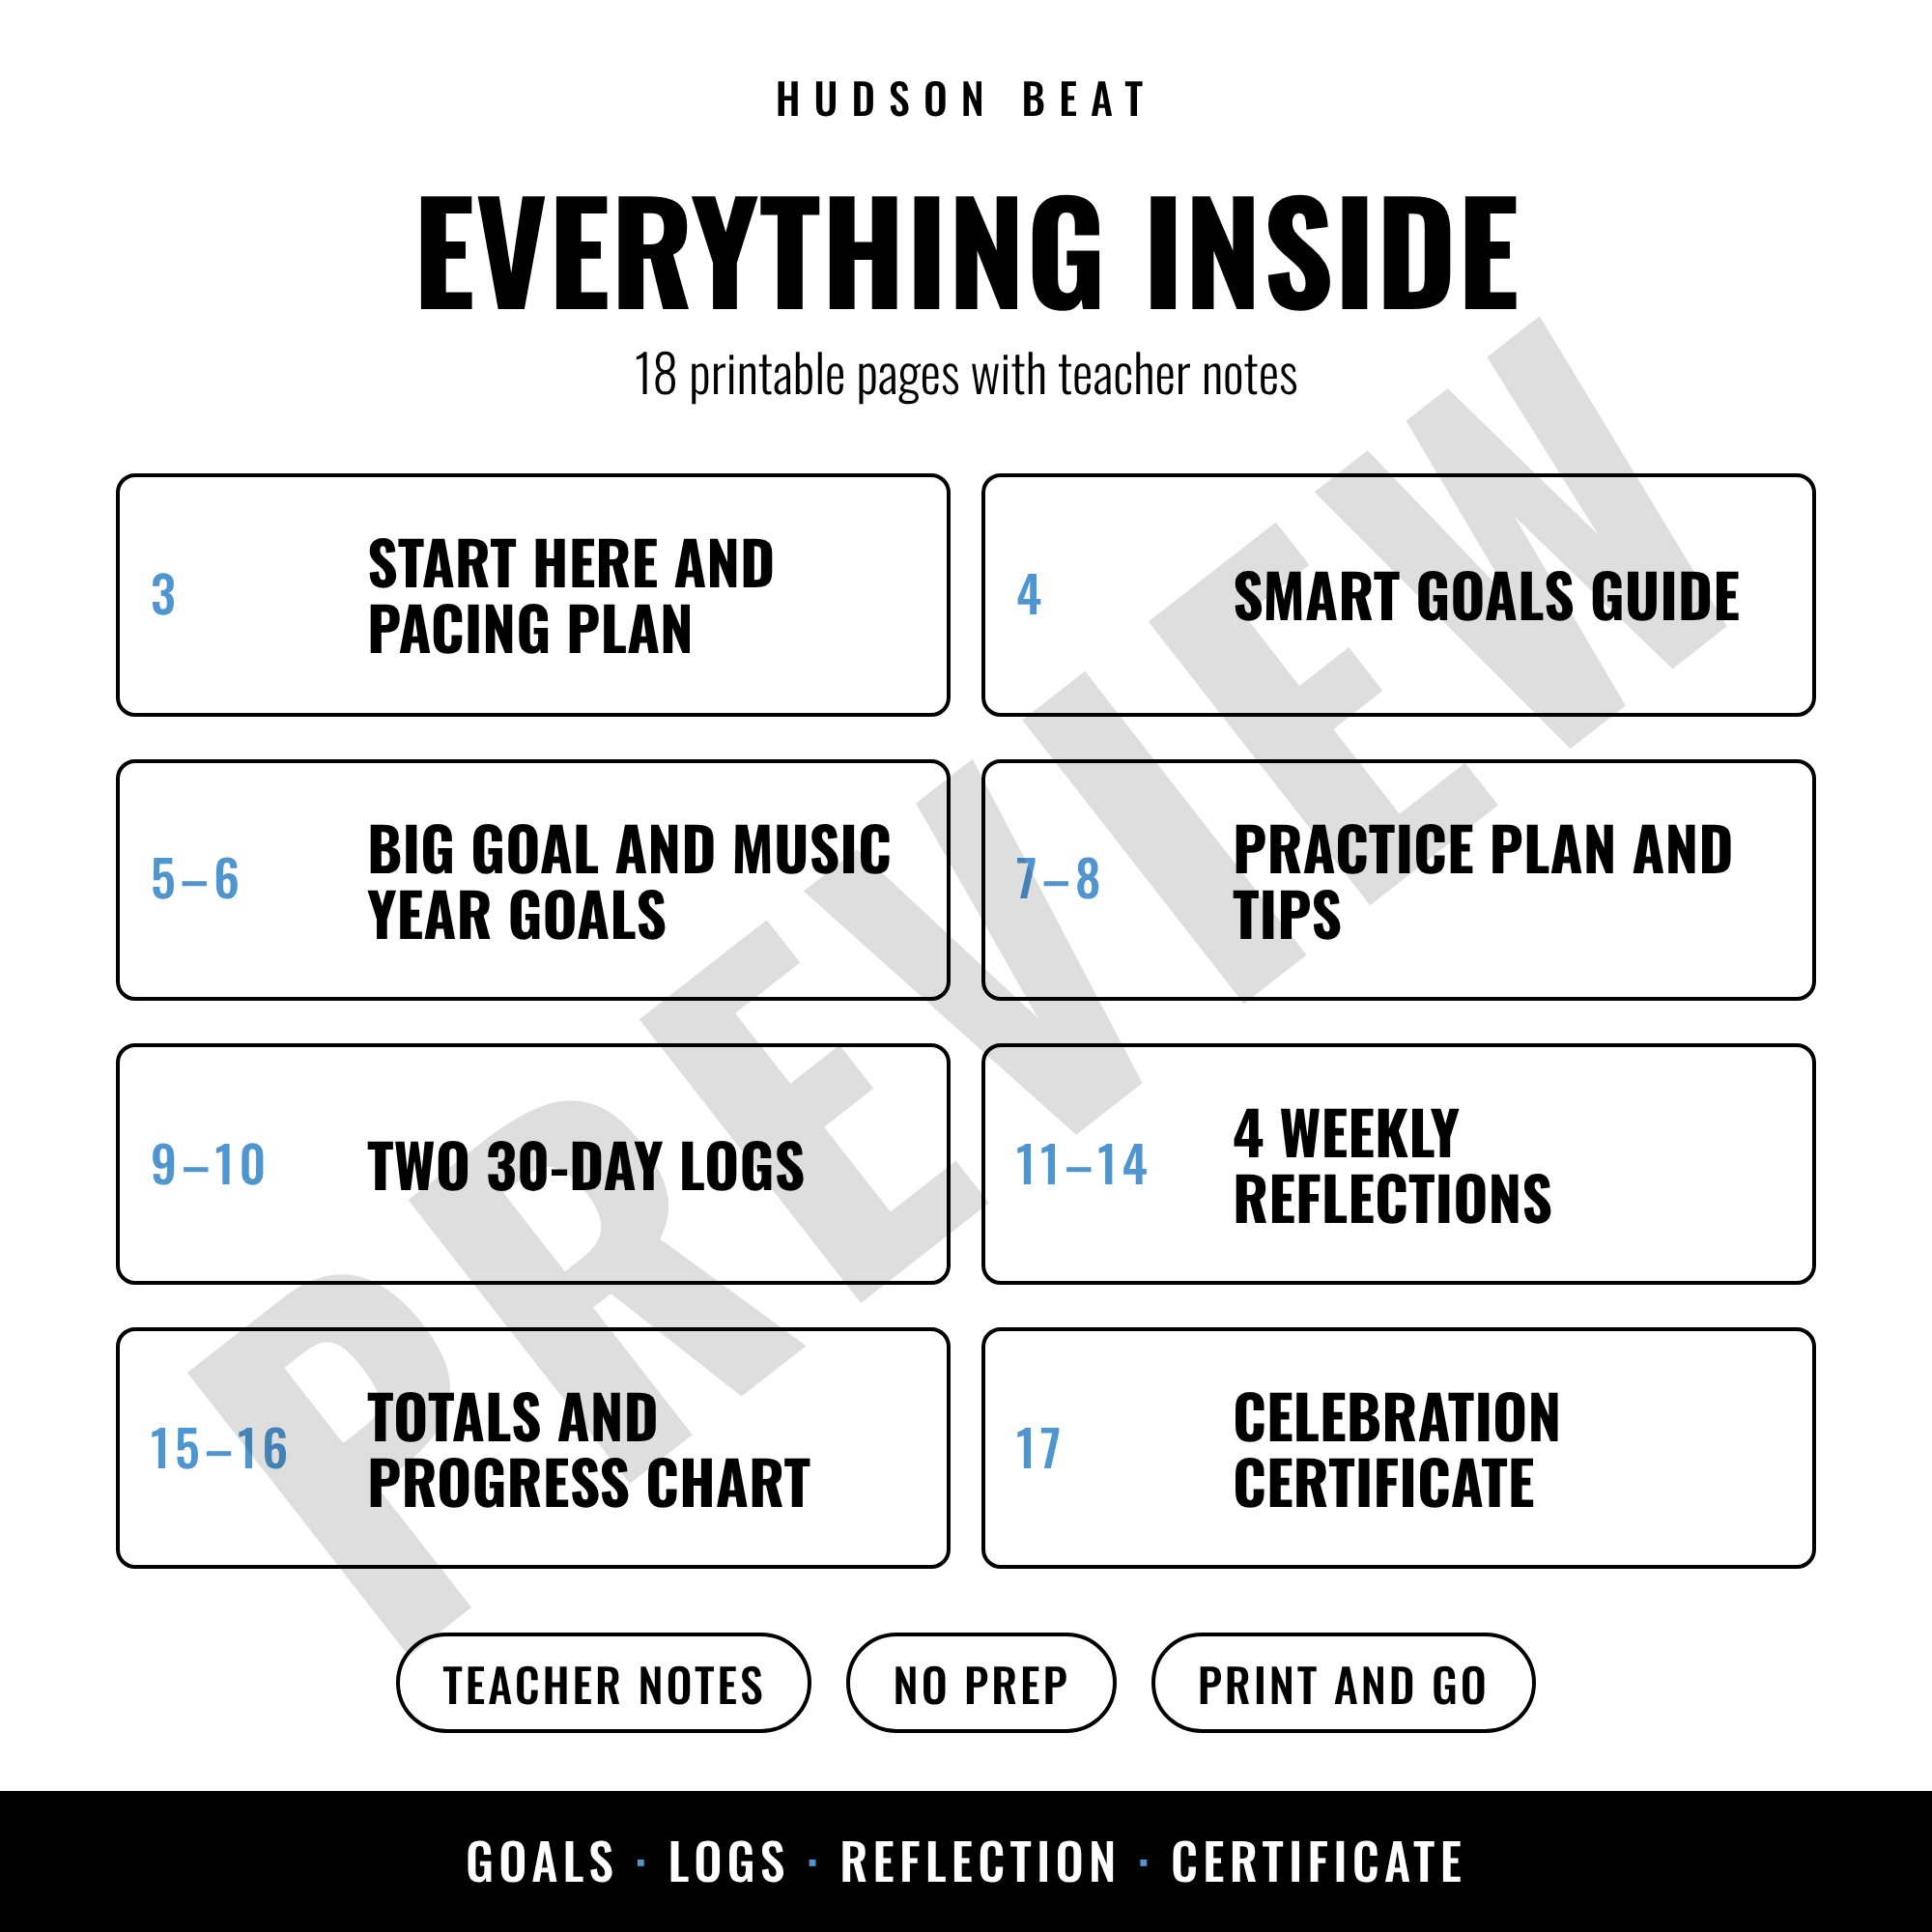 HUDSON BEAT
EVERYTHING INSIDE
18 printable pages with teacher notes
3
START HERE AND
PACING PLAN
4
SMART GOALS GUIDE
5–6
BIG GOAL AND MUSIC
YEAR GOALS
7–8
PRACTICE PLAN AND
TIPS
9–10
TWO 30-DAY LOGS
11–14
4 WEEKLY
REFLECTIONS
15–16
TOTALS AND
PROGRESS CHART
17
CELEBRATION
CERTIFICATE
PREVIEW
TEACHER NOTES
NO PREP
PRINT AND GO
GOALS · LOGS · REFLECTION · CERTIFICATE